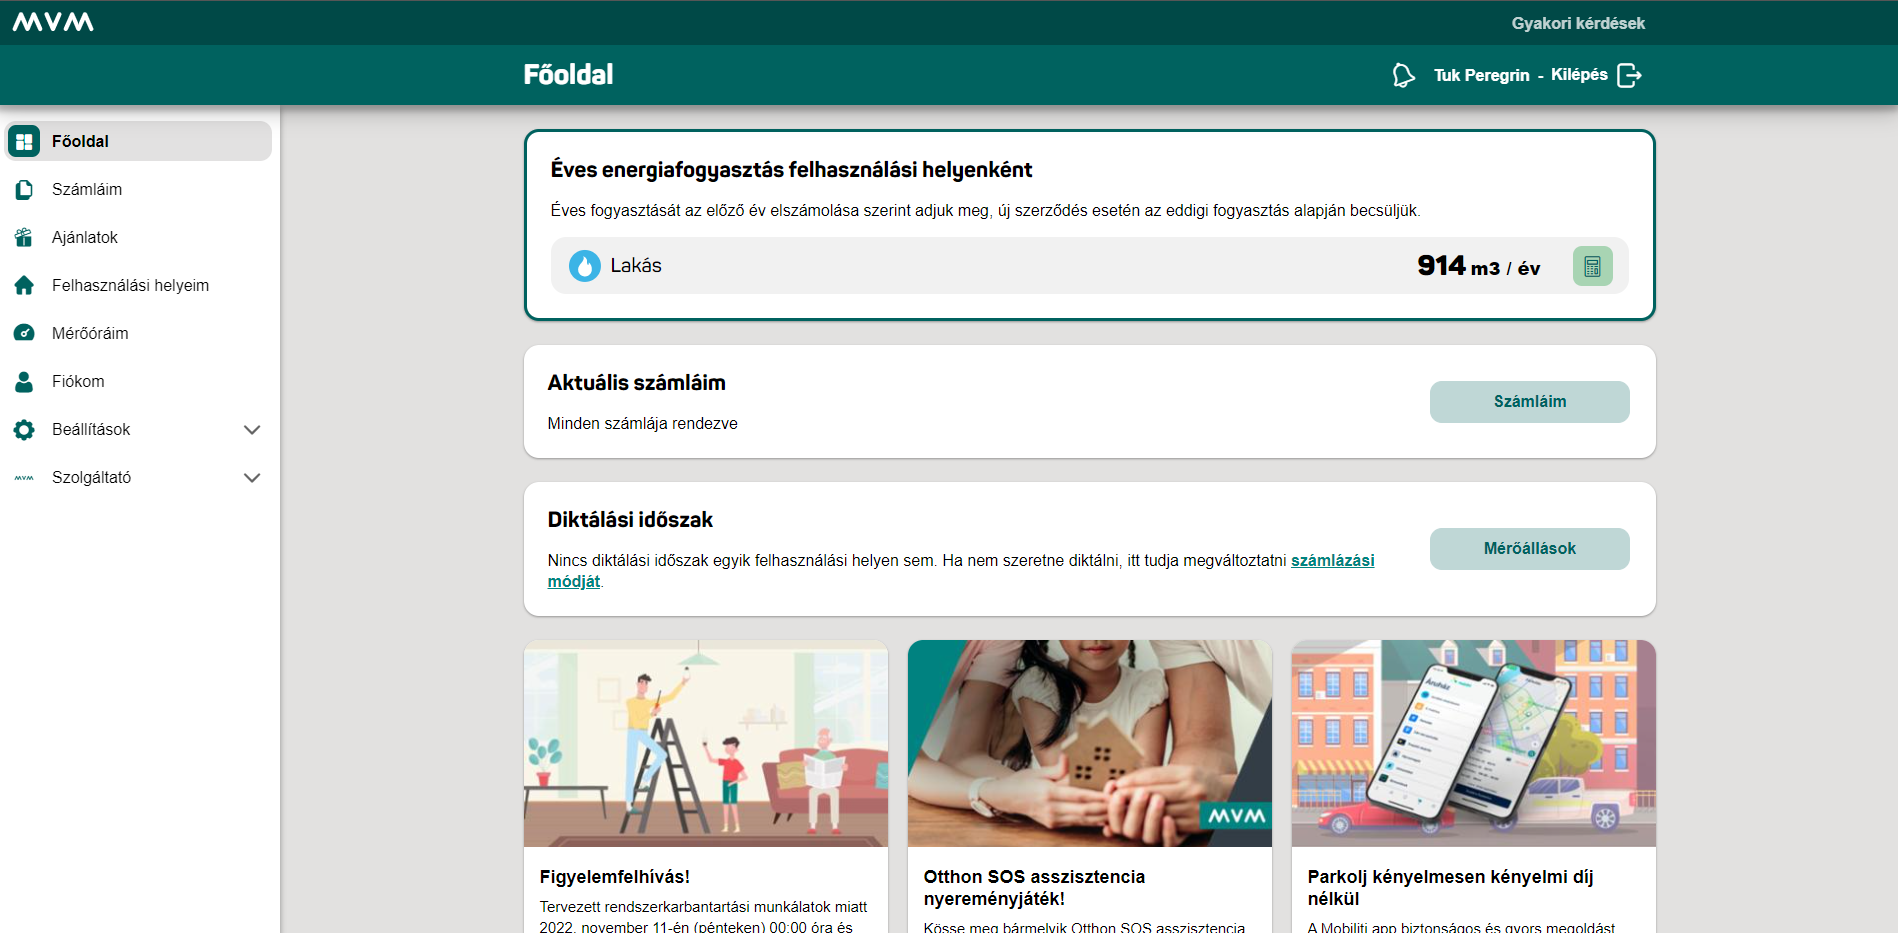 MVM
Gyakori kérdések
Főoldal
Tuk Peregrin - Kilépés
Főoldal
Számláim
Ajánlatok
Felhasználási helyeim
Mérőóráim
Fiókom
Beállítások
Szolgáltató
Éves energiafogyasztás felhasználási helyenként
Éves fogyasztását az előző év elszámolása szerint adjuk meg, új szerződés esetén az eddigi fogyasztás alapján becsüljük.
Lakás
914 m3 / év
Aktuális számláim
Minden számlája rendezve
Számláim
Diktálási időszak
Nincs diktálási időszak egyik felhasználási helyen sem. Ha nem szeretne diktálni, itt tudja megváltoztatni számlázási
módját.
Mérőállások
Áruház
MVM
Figyelemfelhívás!
Tervezett rendszerkarbantartási munkálatok miatt
2022. november 11-én (pénteken) 00:00 óra és
Otthon SOS asszisztencia
nyereményjáték!
Kösse meg bármelyik Otthon SOS asszisztencia
Parkolj kényelmesen kényelmi díj
nélkül
A Mobiliti app biztonságos és gyors megoldást